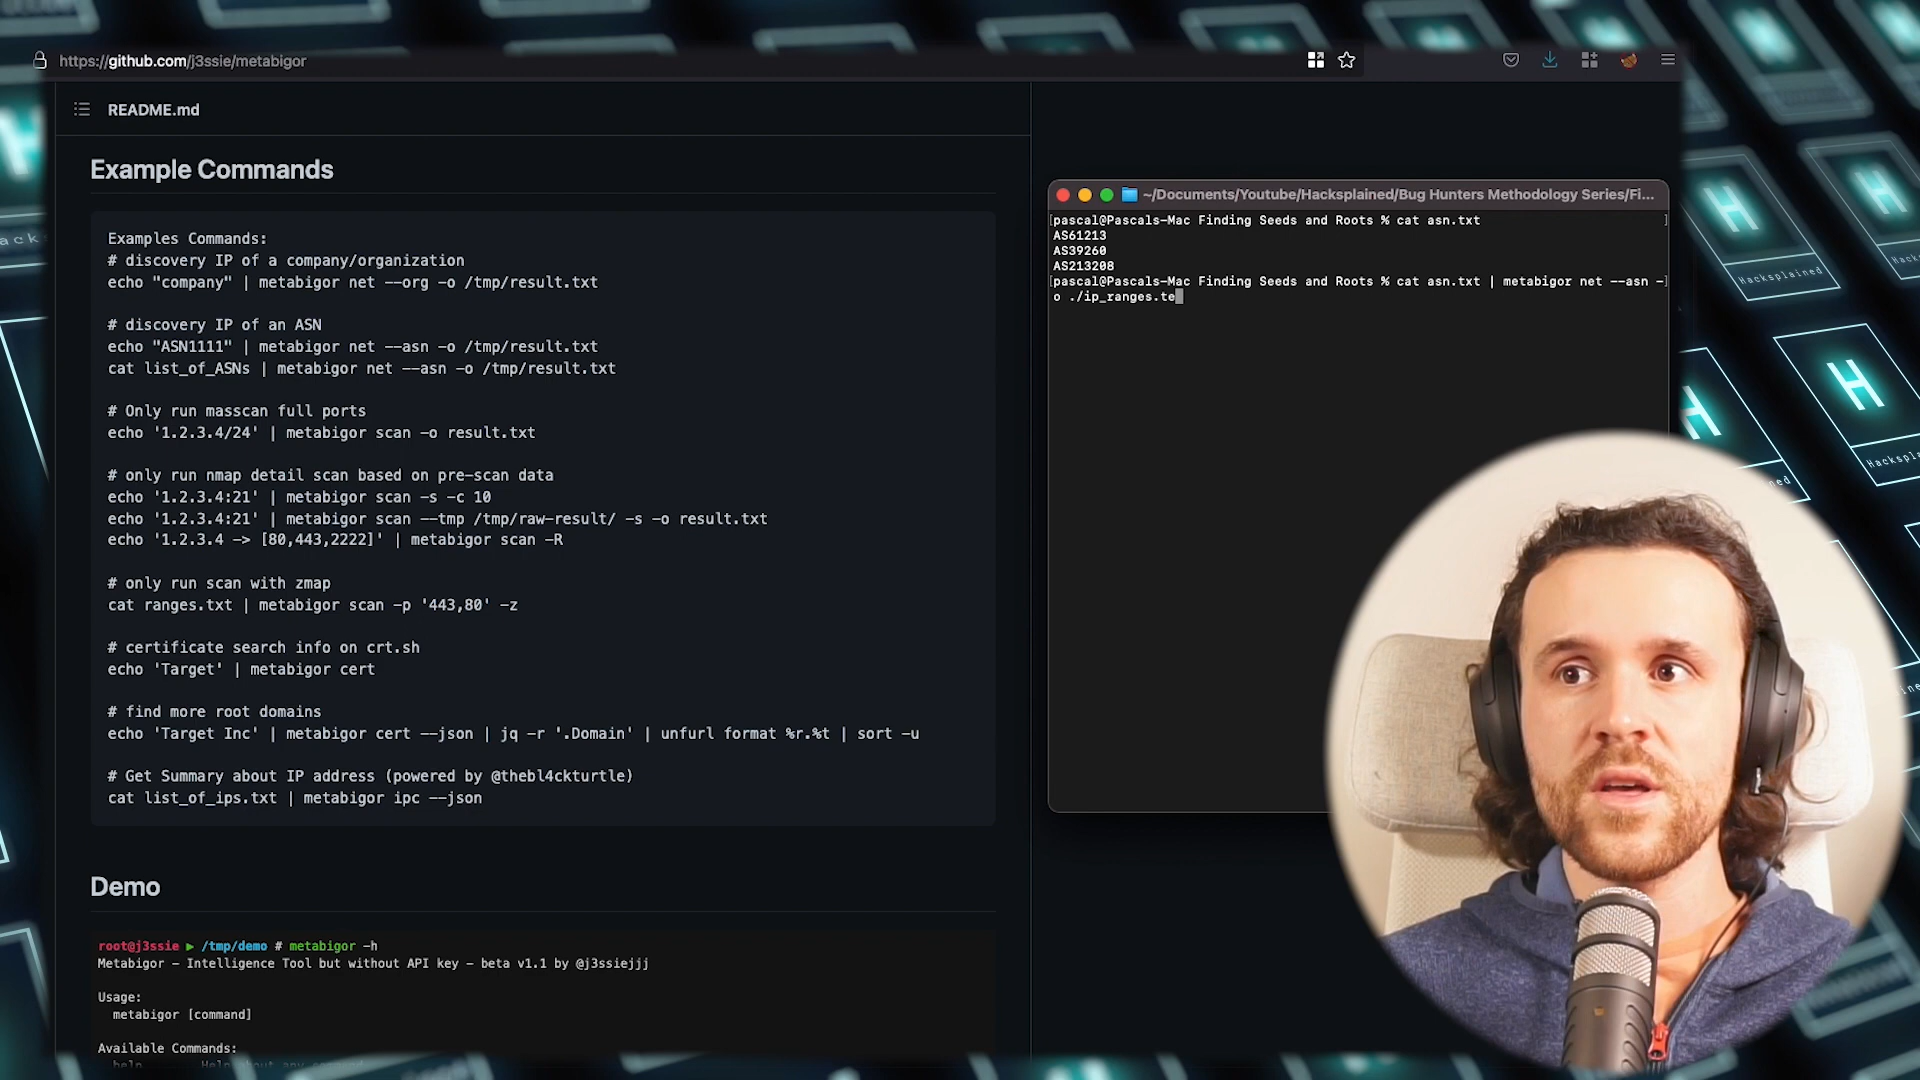 https://github.com/j3ssie/metabigor
README.md
Example Commands
Examples Commands:
# discovery IP of a company/organization
echo "company" | metabigor net --org -o /tmp/result.txt
# discovery IP of an ASN
echo "ASN1111" | metabigor net --asn -o /tmp/result.txt
cat list_of_ASNs | metabigor net --asn -o /tmp/result.txt
# Only run masscan full ports
echo '1.2.3.4/24' | metabigor scan -o result.txt
# only run nmap detail scan based on pre-scan data
echo '1.2.3.4:21' | metabigor scan -s -c 10
echo '1.2.3.4:21' | metabigor scan --tmp /tmp/raw-result/ -s -o result.txt
echo '1.2.3.4 -> [80,443,2222]' | metabigor scan -R
# only run scan with zmap
cat ranges.txt | metabigor scan -p '443,80' -z
# certificate search info on crt.sh
echo 'Target' | metabigor cert
# find more root domains
echo 'Target Inc' | metabigor cert --json | jq -r '.Domain' | unfurl format %r.%t | sort -u
# Get Summary about IP address (powered by @thebl4ckturtle)
cat list_of_ips.txt | metabigor ipc --json
Demo
root@j3ssie ▶ /tmp/demo # metabigor -h
Metabigor - Intelligence Tool but without API key - beta v1.1 by @j3ssiejjj
Usage:
metabigor [command]
Available Commands:
help Help about any command
~/Documents/Youtube/Hacksplained/Bug Hunters Methodology Series/Fi...
[pascal@Pascals-Mac Finding Seeds and Roots % cat asn.txt ]
AS61213
AS39260
AS213208
[pascal@Pascals-Mac Finding Seeds and Roots % cat asn.txt | metabigor net --asn -]
o ./ip_ranges.te
H
Hacksplained
H
H
H
Hackspla